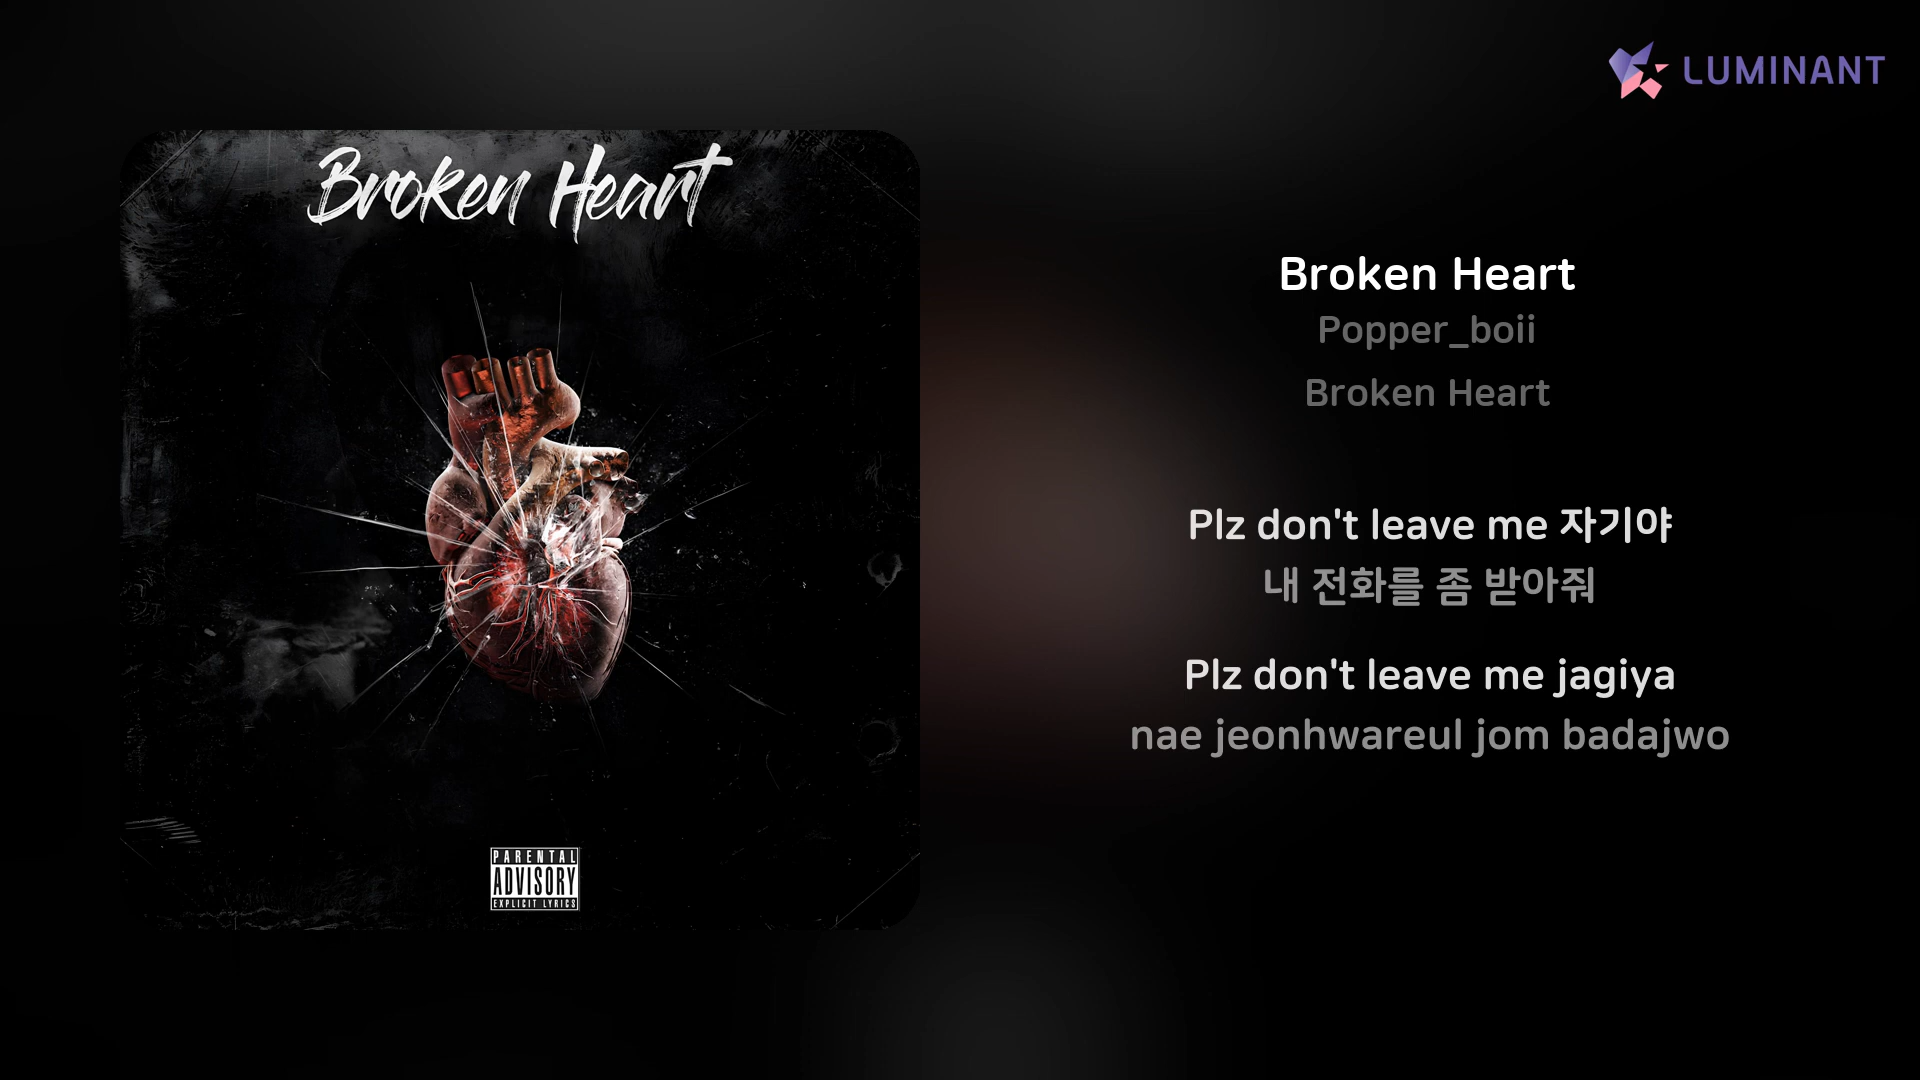 LUMINANT
Broken Heart
PARENTAL
ADVISORY
EXPLICIT LYRICS
Broken Heart
Popper_boii
Broken Heart
Plz don't leave me 자기야
내 전화를 좀 받아줘
Plz don't leave me jagiya
nae jeonhwareul jom badajwo